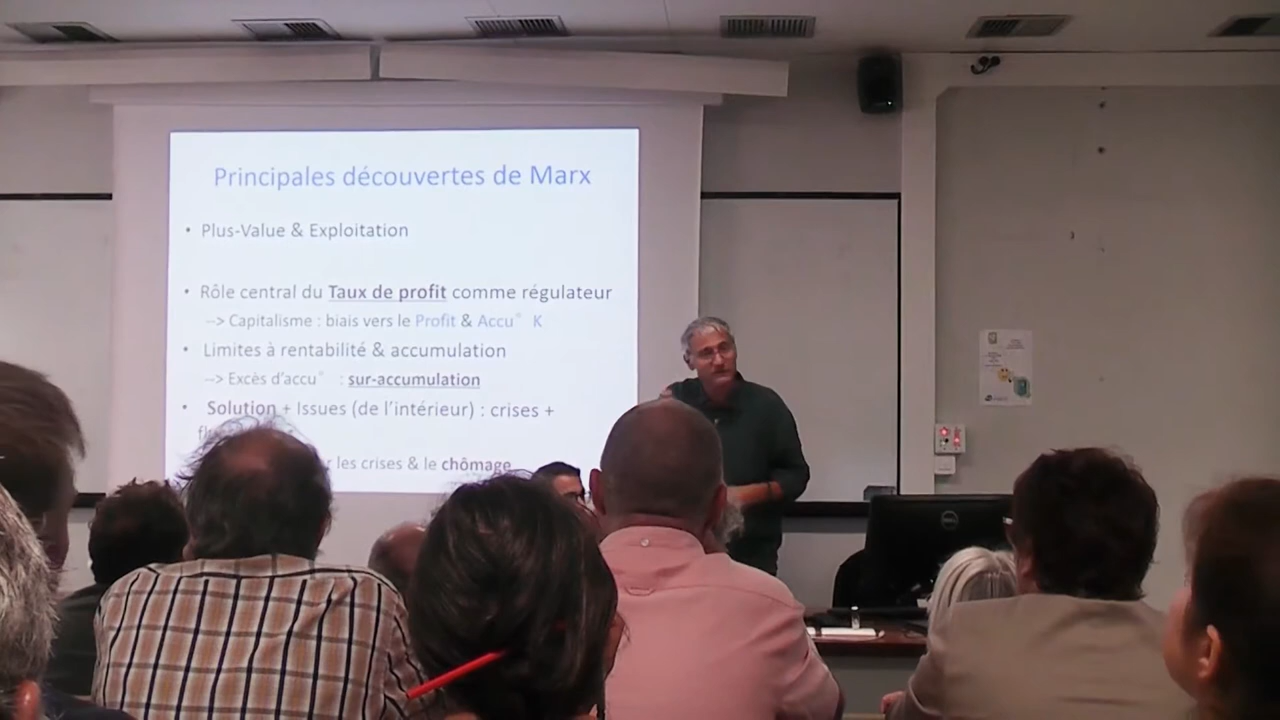 Principales découvertes de Marx
• Plus-Value & Exploitation
• Rôle central du Taux de profit comme régulateur
--> Capitalisme : biais vers le Profit & Accu° K
• Limites à rentabilité & accumulation
--> Excès d'accu° : sur-accumulation
• Solution + Issues (de l'intérieur) : crises +
les crises & le chômage
DELL